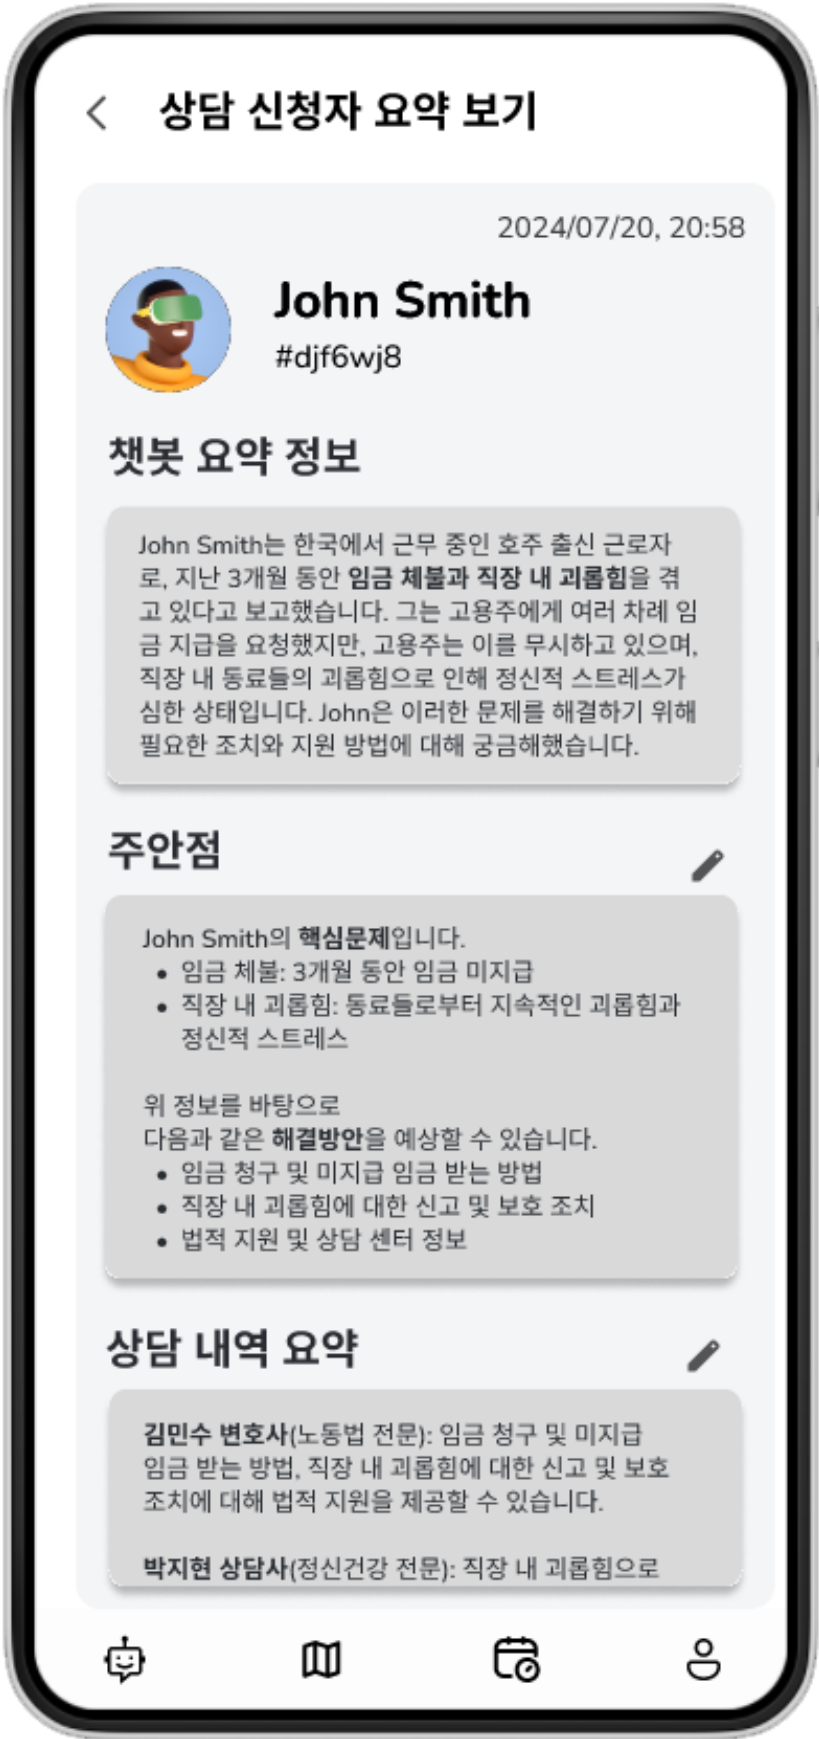 상담 신청자 요약 보기
2024/07/20, 20:58
John Smith
#djf6wj8
챗봇 요약 정보
John Smith는 한국에서 근무 중인 호주 출신 근로자
로, 지난 3개월 동안 임금 체불과 직장 내 괴롭힘을 겪
고 있다고 보고했습니다. 그는 고용주에게 여러 차례 임
금 지급을 요청했지만, 고용주는 이를 무시하고 있으며,
직장 내 동료들의 괴롭힘으로 인해 정신적 스트레스가
심한 상태입니다. John은 이러한 문제를 해결하기 위해
필요한 조치와 지원 방법에 대해 궁금해했습니다.
주안점
John Smith의 핵심문제입니다.
• 임금 체불: 3개월 동안 임금 미지급
• 직장 내 괴롭힘: 동료들로부터 지속적인 괴롭힘과
정신적 스트레스
위 정보를 바탕으로
다음과 같은 해결방안을 예상할 수 있습니다.
• 임금 청구 및 미지급 임금 받는 방법
• 직장 내 괴롭힘에 대한 신고 및 보호 조치
• 법적 지원 및 상담 센터 정보
상담 내역 요약
김민수 변호사(노동법 전문): 임금 청구 및 미지급
임금 받는 방법, 직장 내 괴롭힘에 대한 신고 및 보호
조치에 대해 법적 지원을 제공할 수 있습니다.
박지현 상담사(정신건강 전문): 직장 내 괴롭힘으로